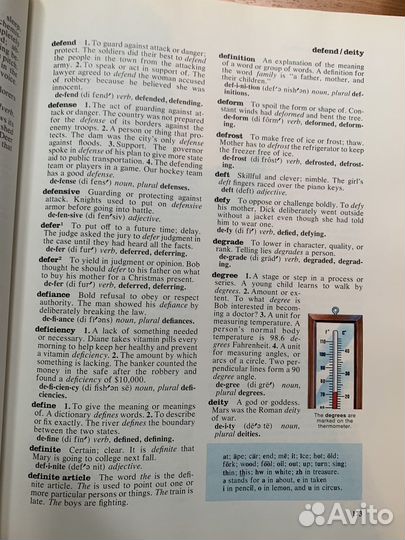 defend 1. To guard against attack or danger;
protect. The soldiers did their best to defend
the people in the town from the attacking
army. 2. To speak or act in support of. The
lawyer agreed to defend the woman accused
of robbery because he believed she was
innocent.
de·fend (di fend′) verb, defended, defending.
defense 1. The act of guarding against at-
tack or danger. The country was prepared
for the defense of its borders against the
enemy troops. 2. A person or thing that pro-
tects. The dam was the city's only defense
against floods. 3. Support. The governor
spoke in defense of his plan to give more state
aid to public transportation. 4. The defending
team or players in a game. Our hockey team
has a good defense.
de·fense (di fens′) noun, plural defenses.
defensive Guarding or protecting against
attack. Knights used to put on defensive
armor before going into battle.
de·fen·sive (di fen′siv) adjective.
defer¹ To put off to a future time; delay.
The judge asked the jury to defer judgment in
the case until they had heard all the facts.
de·fer (di fur′) verb, deferred, deferring.
defer² To yield in judgment or opinion. Bob
thought he should defer to his father on what
to buy his mother for a Christmas present.
de·fer (di fur′) verb, deferred, deferring.
defiance Bold refusal to obey or respect
authority. The man showed his defiance by
deliberately breaking the law.
de·fi·ance (di fī′əns) noun, plural defiances.
deficiency 1. A lack of something needed
or necessary. Diane takes vitamin pills every
morning to help keep her healthy and prevent
a vitamin deficiency. 2. The amount by which
something is lacking. The banker counted the
money in the safe after the robbery and
found a deficiency of $10,000.
de·fi·cien·cy (di fish′ən sē) noun, plural de-
ficiencies.
define 1. To give the meaning or meanings
of. A dictionary defines words. 2. To describe
or fix exactly. The river defines the boundary
between the two states.
de·fine (di fīn′) verb, defined, defining.
definite Certain; clear. It is definite that
Mary is going to college next fall.
def·i·nite (def′ə nit) adjective.
definite article The word the is the defi-
nite article. The is used to point out one or
more particular persons or things. The train is
late. The boys are fighting.
defend / deity
definition An explanation of the meaning
of a word or group of words. A definition for
the word family is "a father, mother, and
their children."
def·i·ni·tion (def′ə nish′ən) noun, plural def-
initions.
deform To spoil the form or shape of. Con-
stant winds had deformed and bent the tree.
de·form (di fôrm′) verb, deformed, deform-
ing.
defrost To make free of ice or frost; thaw.
Mother has to defrost the refrigerator to keep
the freezer free of ice.
de·frost (di frôst′) verb, defrosted, defrost-
ing.
deft Skillful and clever; nimble. The girl's
deft fingers raced over the piano keys.
deft (deft) adjective.
defy To oppose or challenge boldly. To defy
his mother, Dick deliberately went outside
without a jacket even though she had told
him to wear one.
de·fy (di fī′) verb, defied, defying.
degrade To lower in character, quality, or
rank. Telling lies degrades a person.
de·grade (di grād′) verb, degraded, degrad-
ing.
degree 1. A stage or step in a process or
series. A young child learns to walk by
degrees. 2. Amount or ex-
tent. To what degree is
Bob interested in becom-
ing a doctor? 3. A unit for
measuring temperature. A
person's normal body
temperature is 98.6 de-
grees Fahrenheit. 4. A unit
for measuring angles, or
arcs of a circle. Two per-
pendicular lines form a 90
degree angle.
de·gree (di grē′) noun,
plural degrees.
The degrees are
marked on the
thermometer.
deity A god or goddess.
Mars was the Roman deity
of war.
de·i·ty (dē′ə tē) noun,
plural deities.
at; āpe; cär; end; mē; it; īce; hot; ōld;
fôrk; wood; fōōl; oil; out; up; turn; sing;
thin; this; hw in white; zh in treasure.
ə stands for a in about, e in taken
i in pencil, o in lemon, and u in circus.
Avito